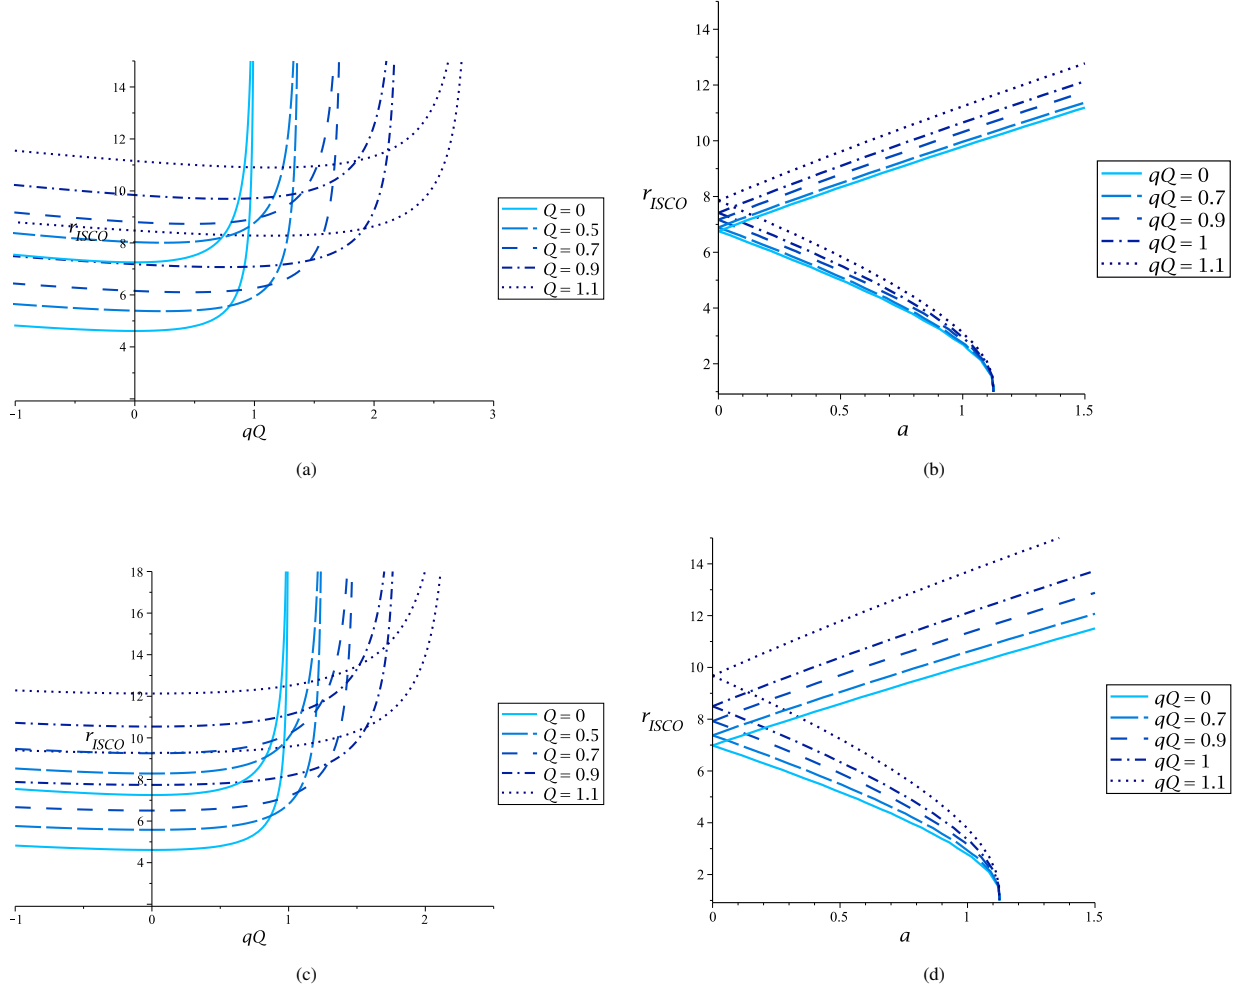 14
12
10
r_ISCO
8
6
4
−1
0
1
2
3
qQ
Q = 0
Q = 0.5
Q = 0.7
Q = 0.9
Q = 1.1
(a)
14
12
10
r_ISCO
8
6
4
2
0
0.5
1
1.5
a
qQ = 0
qQ = 0.7
qQ = 0.9
qQ = 1
qQ = 1.1
(b)
18
16
14
12
r_ISCO
10
8
6
4
−1
0
1
2
qQ
Q = 0
Q = 0.5
Q = 0.7
Q = 0.9
Q = 1.1
(c)
14
12
10
r_ISCO
8
6
4
2
0
0.5
1
1.5
a
qQ = 0
qQ = 0.7
qQ = 0.9
qQ = 1
qQ = 1.1
(d)